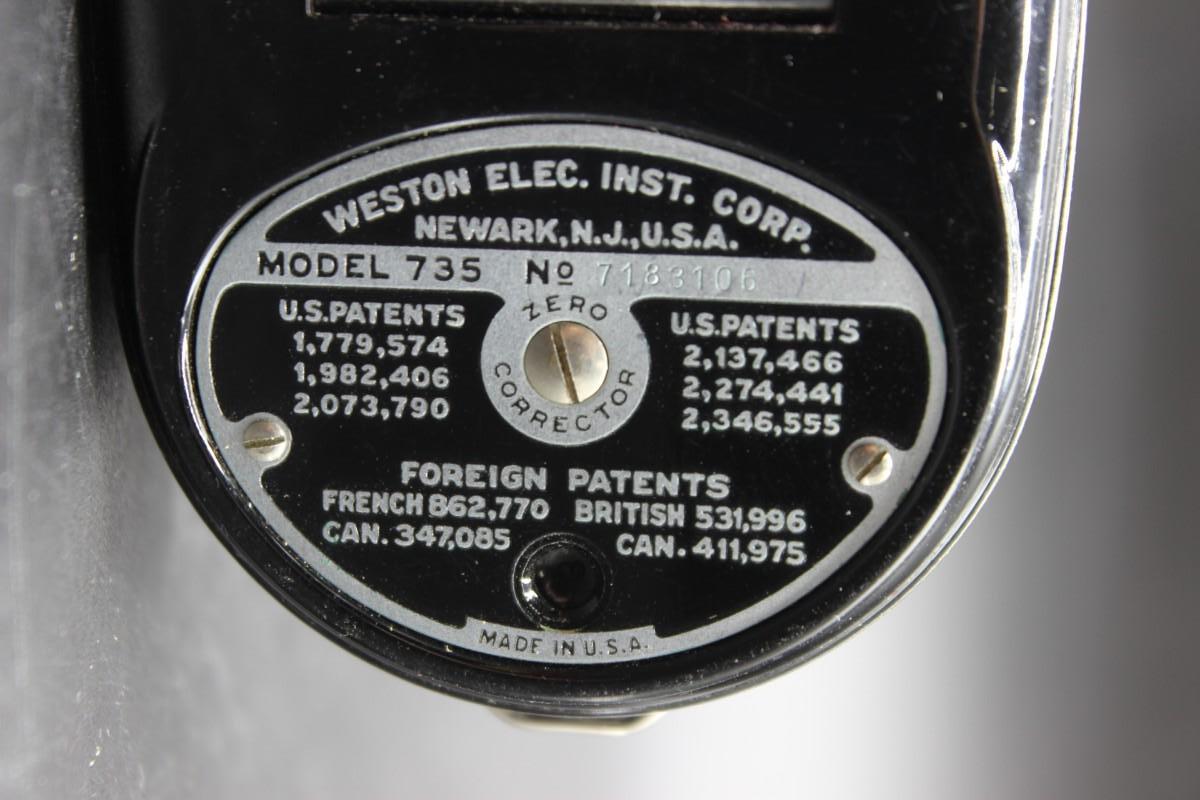 WESTON ELEC. INST. CORP.
NEWARK, N.J., U.S.A.
MODEL 735 No 7183106
ZERO
CORRECTOR
U.S. PATENTS
1,779,574
1,982,406
2,073,790
U.S. PATENTS
2,137,466
2,274,441
2,346,555
FOREIGN PATENTS
FRENCH 862,770 BRITISH 531,996
CAN. 347,085 CAN. 411,975
MADE IN U.S.A.